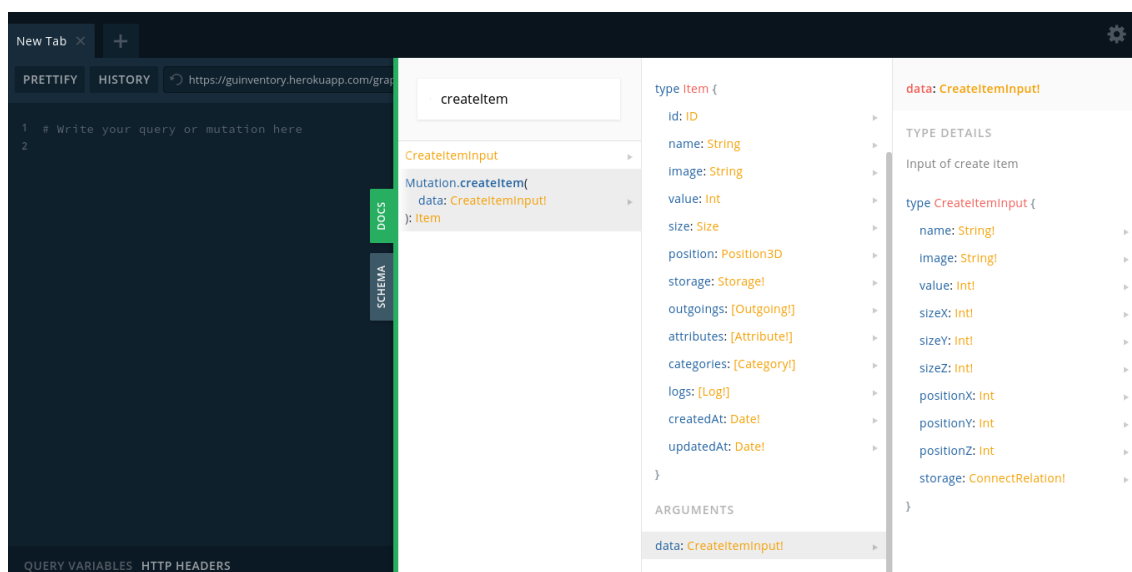 New Tab
PRETTIFY HISTORY https://guinventory.herokuapp.com/grap
1 # Write your query or mutation here
2
DOCS
SCHEMA
QUERY VARIABLES HTTP HEADERS
createItem
CreateItemInput
Mutation.createItem(
data: CreateItemInput!
): Item
type Item {
id: ID
name: String
image: String
value: Int
size: Size
position: Position3D
storage: Storage!
outgoings: [Outgoing!]
attributes: [Attribute!]
categories: [Category!]
logs: [Log!]
createdAt: Date!
updatedAt: Date!
}
ARGUMENTS
data: CreateItemInput!
data: CreateItemInput!
TYPE DETAILS
Input of create item
type CreateItemInput {
name: String!
image: String!
value: Int!
sizeX: Int!
sizeY: Int!
sizeZ: Int!
positionX: Int
positionY: Int
positionZ: Int
storage: ConnectRelation!
}